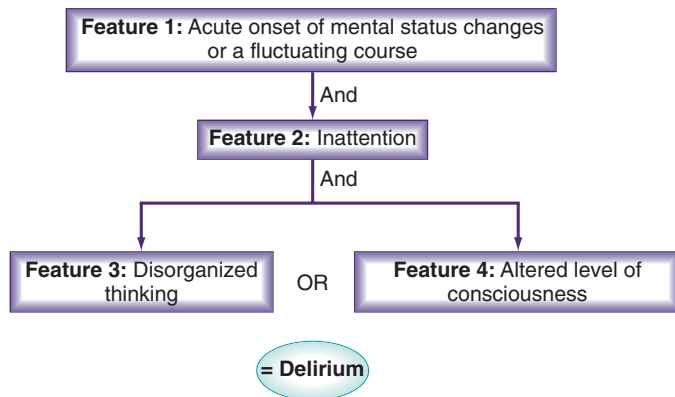 Feature 1: Acute onset of mental status changes
or a fluctuating course
And
Feature 2: Inattention
And
Feature 3: Disorganized
thinking
OR
Feature 4: Altered level of
consciousness
= Delirium